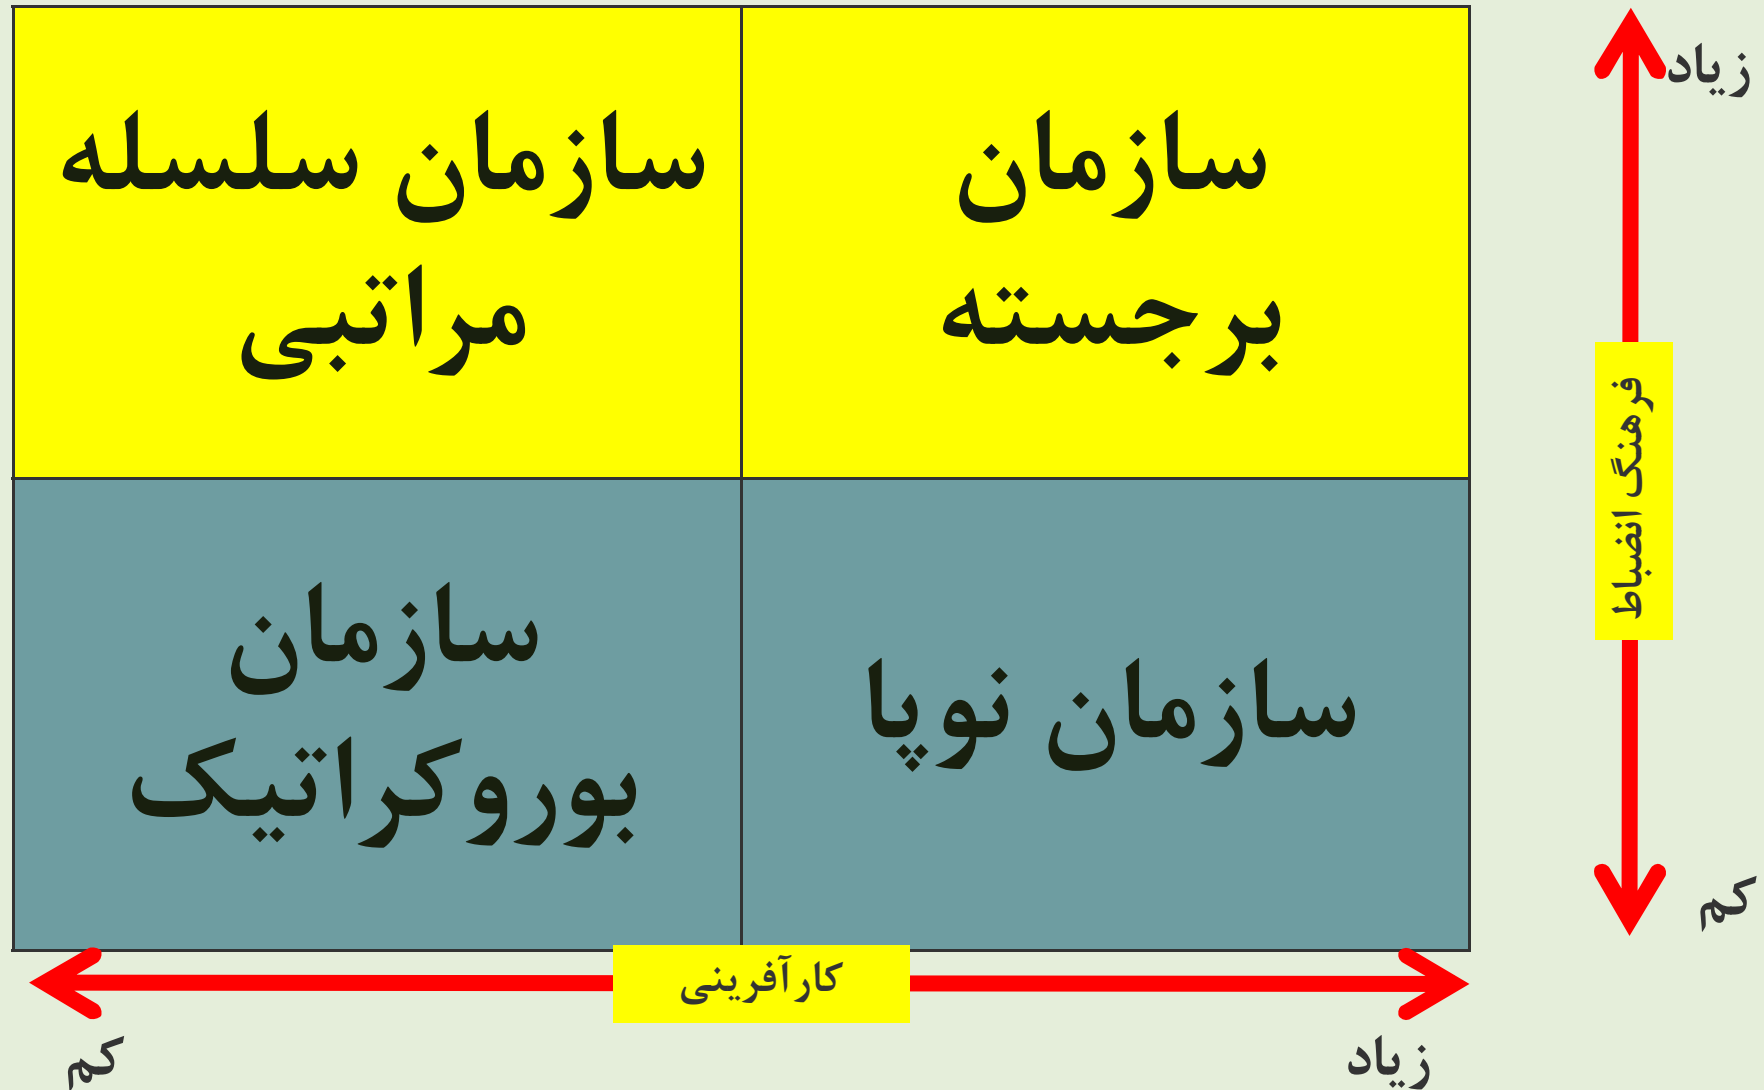 زیاد
سازمان
برجسته
سازمان سلسله
مراتبی
فرهنگ انضباط
سازمان نوپا
سازمان
بوروکراتیک
کم
کارآفرینی
زیاد
کم